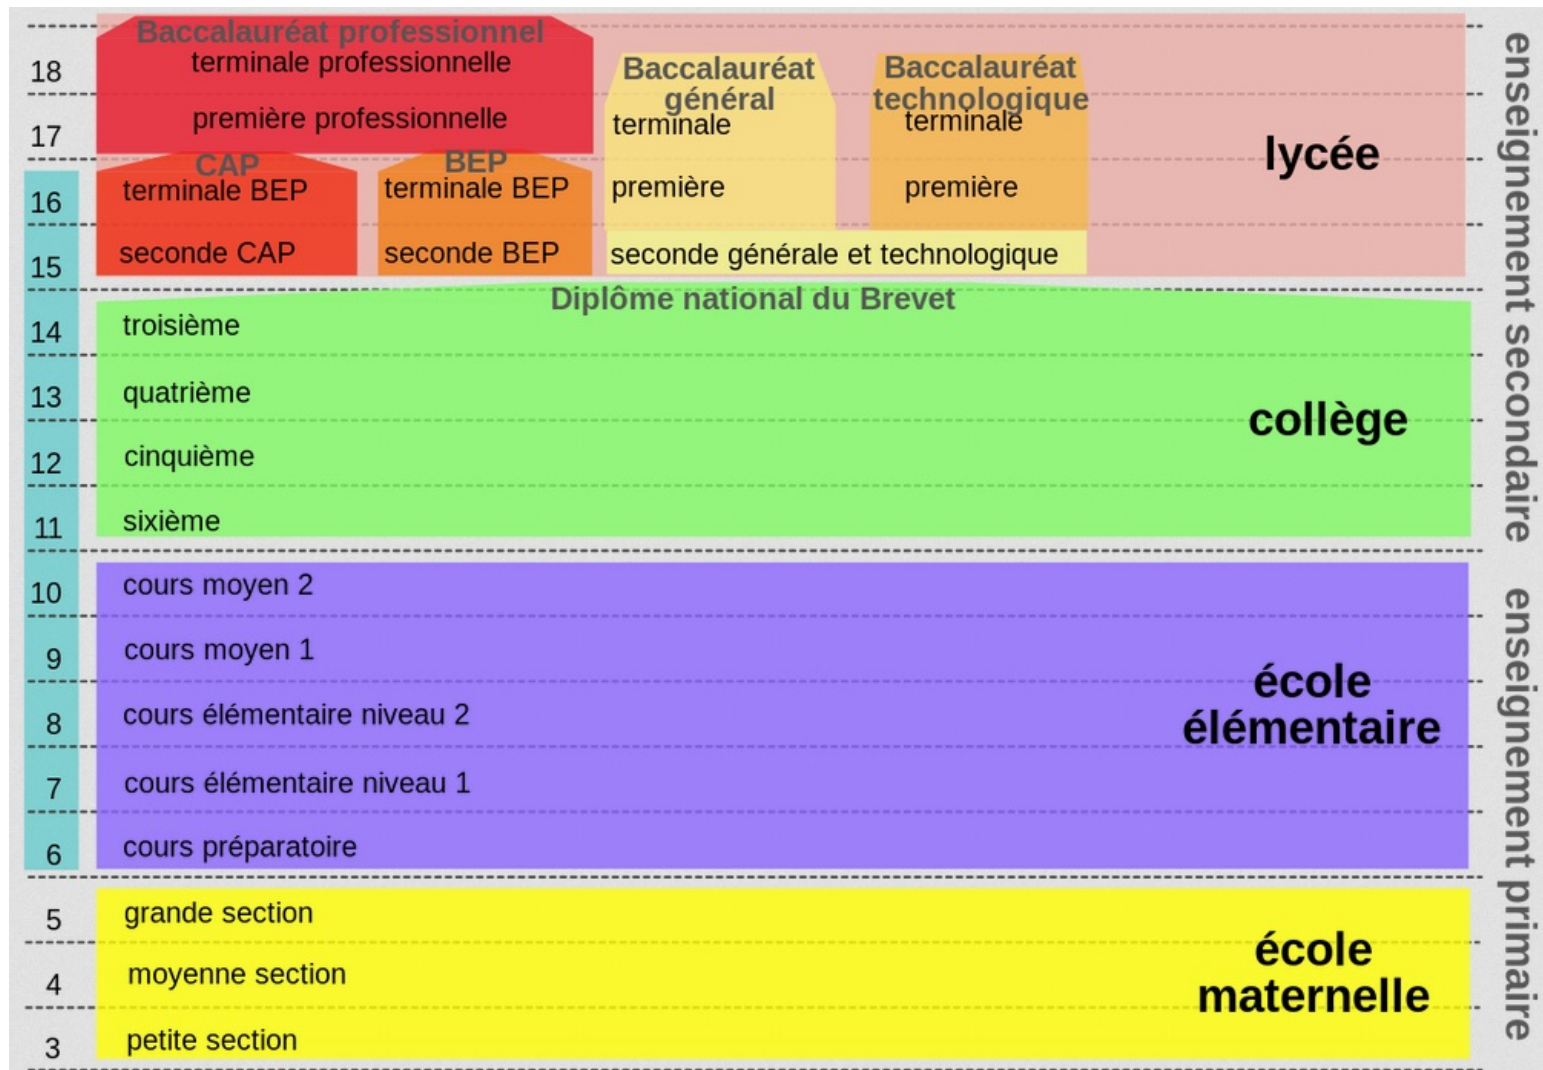 Baccalauréat professionnel
18
terminale professionnelle
Baccalauréat
général
Baccalauréat
technologique
17
première professionnelle
terminale
terminale
lycée
CAP
BEP
16
terminale BEP
terminale BEP
première
première
15
seconde CAP
seconde BEP
seconde générale et technologique
Diplôme national du Brevet
14
troisième
13
quatrième
collège
12
cinquième
11
sixième
enseignement secondaire
10
cours moyen 2
9
cours moyen 1
école
élémentaire
8
cours élémentaire niveau 2
7
cours élémentaire niveau 1
6
cours préparatoire
5
grande section
école
maternelle
4
moyenne section
3
petite section
enseignement primaire